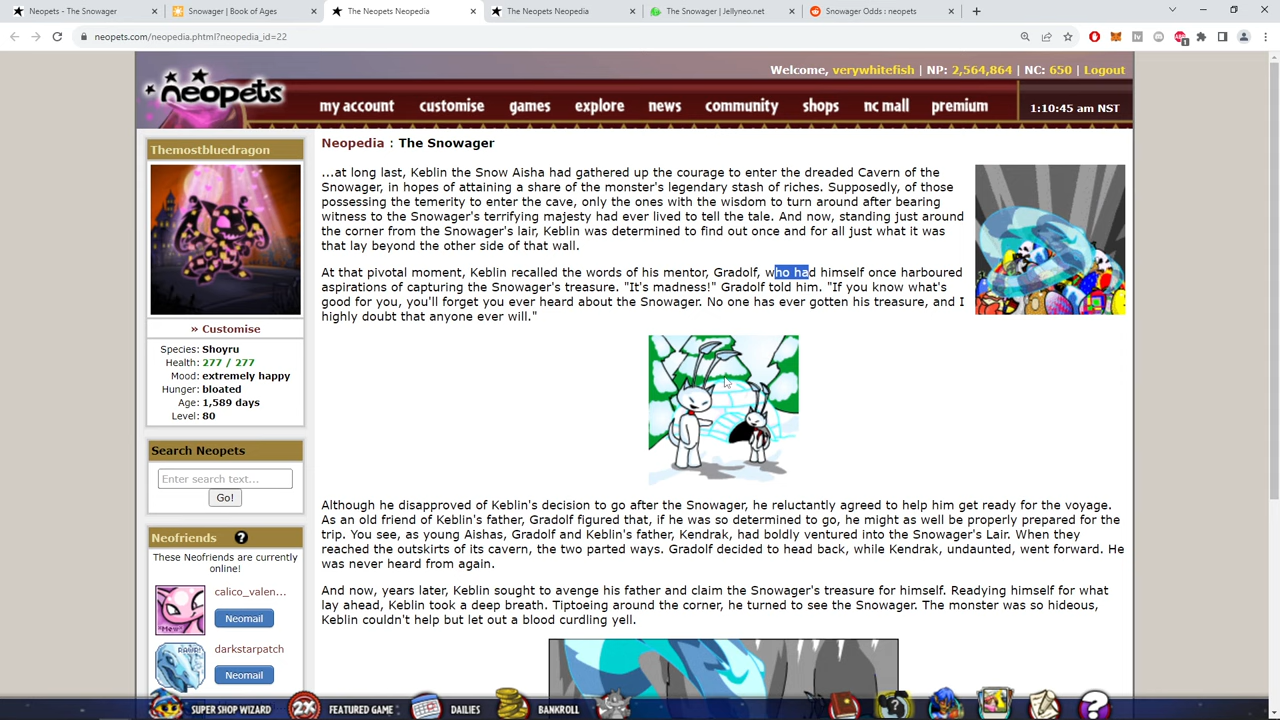 Neopets - The Snowager
Snowager | Book of Ages
The Neopets Neopedia
The Neopets Neopedia
The Snowager | Jellyneo.net
Snowager Odds : neopets
neopets.com/neopedia.phtml?neopedia_id=22
neopets
Welcome, verywhitefish | NP: 2,564,864 | NC: 650 | Logout
my account customise games explore news community shops nc mall premium
1:10:45 am NST
Themostbluedragon
» Customise
Species: Shoyru
Health: 277 / 277
Mood: extremely happy
Hunger: bloated
Age: 1,589 days
Level: 80
Search Neopets
Enter search text...
Go!
Neofriends ?
These Neofriends are currently
online!
calico_valen...
Neomail
darkstarpatch
Neomail
Neopedia : The Snowager
...at long last, Keblin the Snow Aisha had gathered up the courage to enter the dreaded Cavern of the
Snowager, in hopes of attaining a share of the monster's legendary stash of riches. Supposedly, of those
possessing the temerity to enter the cave, only the ones with the wisdom to turn around after bearing
witness to the Snowager's terrifying majesty had ever lived to tell the tale. And now, standing just around
the corner from the Snowager's lair, Keblin was determined to find out once and for all just what it was
that lay beyond the other side of that wall.
At that pivotal moment, Keblin recalled the words of his mentor, Gradolf, who had himself once harboured
aspirations of capturing the Snowager's treasure. "It's madness!" Gradolf told him. "If you know what's
good for you, you'll forget you ever heard about the Snowager. No one has ever gotten his treasure, and I
highly doubt that anyone ever will."
Although he disapproved of Keblin's decision to go after the Snowager, he reluctantly agreed to help him get ready for the voyage.
As an old friend of Keblin's father, Gradolf figured that, if he was so determined to go, he might as well be properly prepared for the
trip. You see, as young Aishas, Gradolf and Keblin's father, Kendrak, had boldly ventured into the Snowager's Lair. When they
reached the outskirts of its cavern, the two parted ways. Gradolf decided to head back, while Kendrak, undaunted, went forward. He
was never heard from again.
And now, years later, Keblin sought to avenge his father and claim the Snowager's treasure for himself. Readying himself for what
lay ahead, Keblin took a deep breath. Tiptoeing around the corner, he turned to see the Snowager. The monster was so hideous,
Keblin couldn't help but let out a blood curdling yell.
SUPER SHOP WIZARD 2X FEATURED GAME DAILIES BANKROLL ?